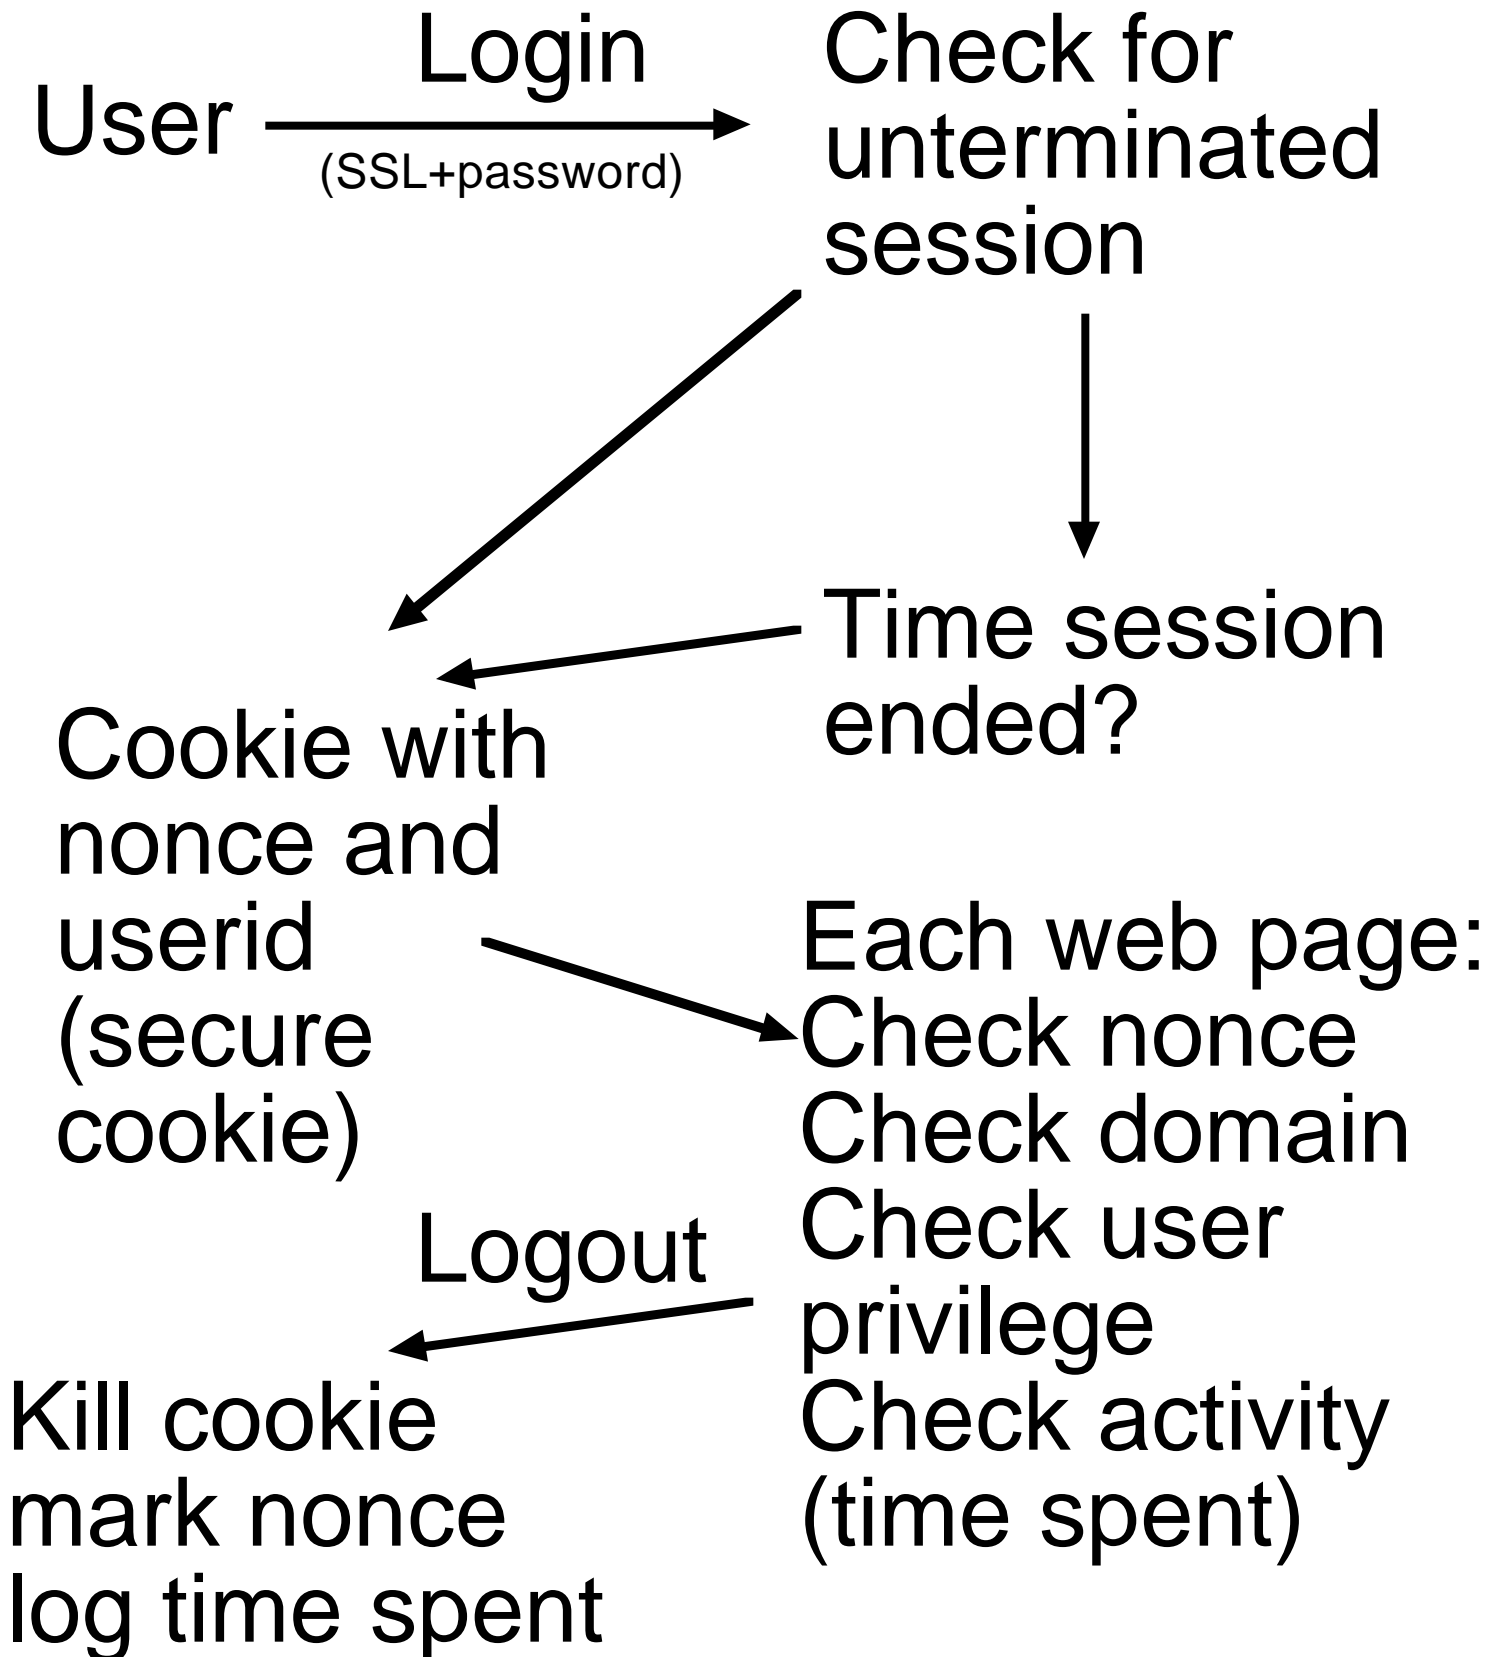 User
Login
(SSL+password)
Check for
unterminated
session
Time session
ended?
Cookie with
nonce and
userid
(secure
cookie)
Each web page:
Check nonce
Check domain
Check user
privilege
Check activity
(time spent)
Logout
Kill cookie
mark nonce
log time spent